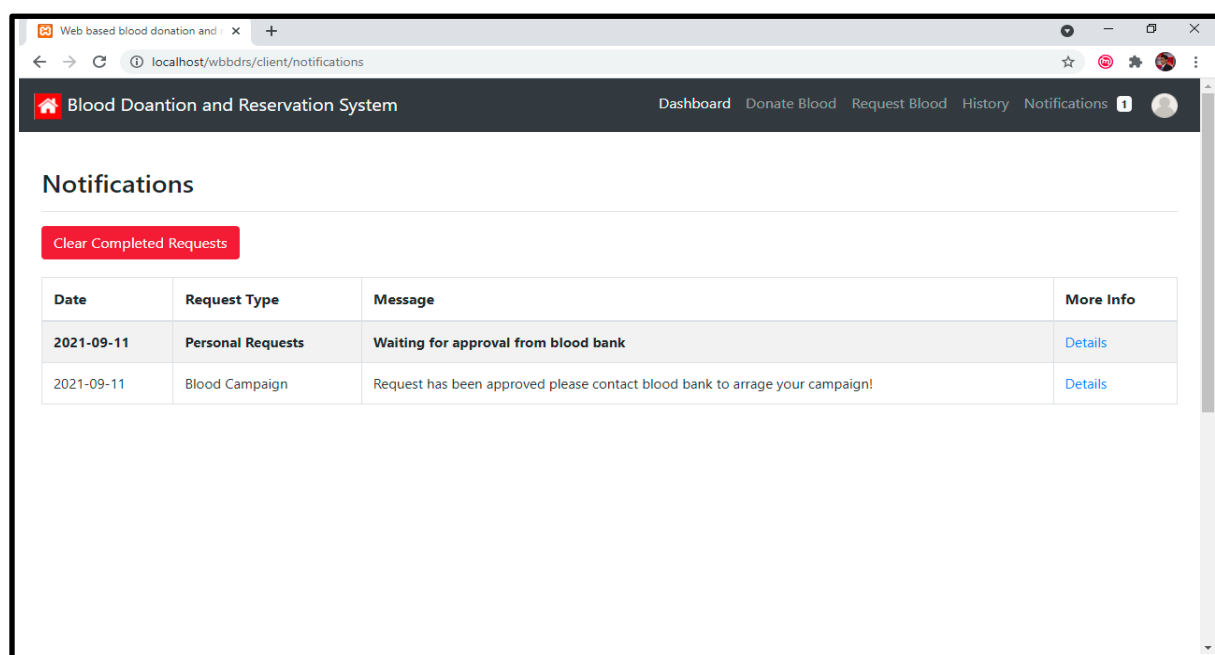 Web based blood donation and r
localhost/wbbdrs/client/notifications
Blood Doantion and Reservation System Dashboard Donate Blood Request Blood History Notifications 1
Notifications
Clear Completed Requests
Date Request Type Message More Info
2021-09-11 Personal Requests Waiting for approval from blood bank Details
2021-09-11 Blood Campaign Request has been approved please contact blood bank to arrage your campaign! Details